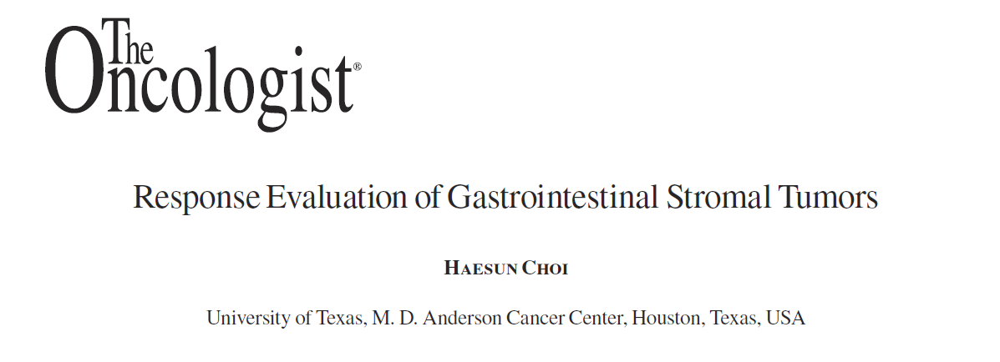 The
Oncologist®
Response Evaluation of Gastrointestinal Stromal Tumors
HAESUN CHOI
University of Texas, M. D. Anderson Cancer Center, Houston, Texas, USA